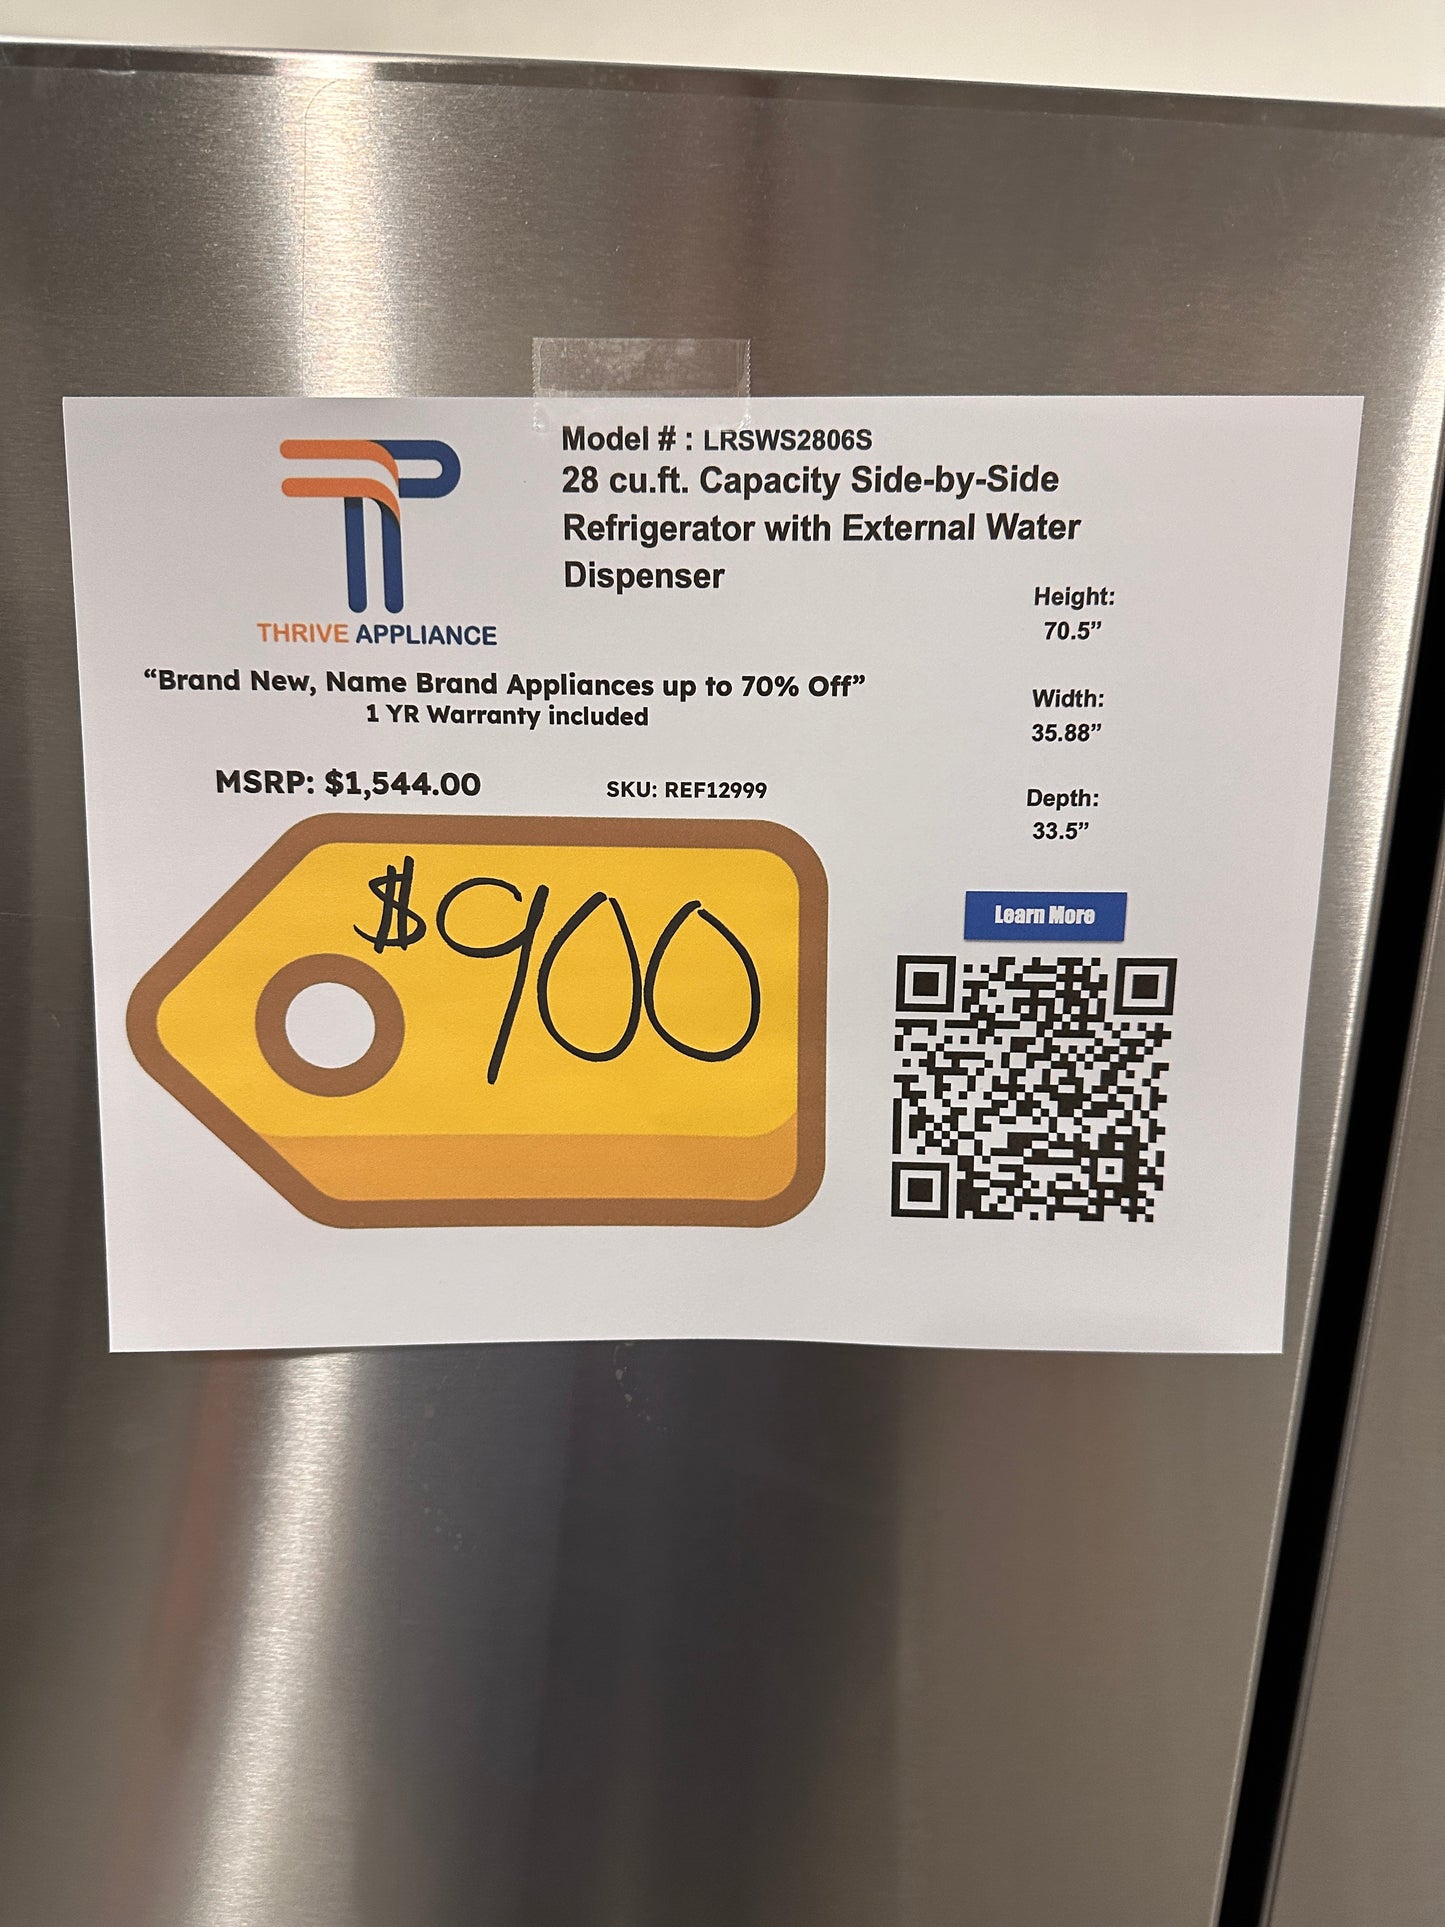 Model # : LRSWS2806S
28 cu.ft. Capacity Side-by-Side
Refrigerator with External Water
Dispenser
THRIVE APPLIANCE
“Brand New, Name Brand Appliances up to 70% Off”
1 YR Warranty included
MSRP: $1,544.00
SKU: REF12999
$900
Height:
70.5”
Width:
35.88”
Depth:
33.5”
Learn More